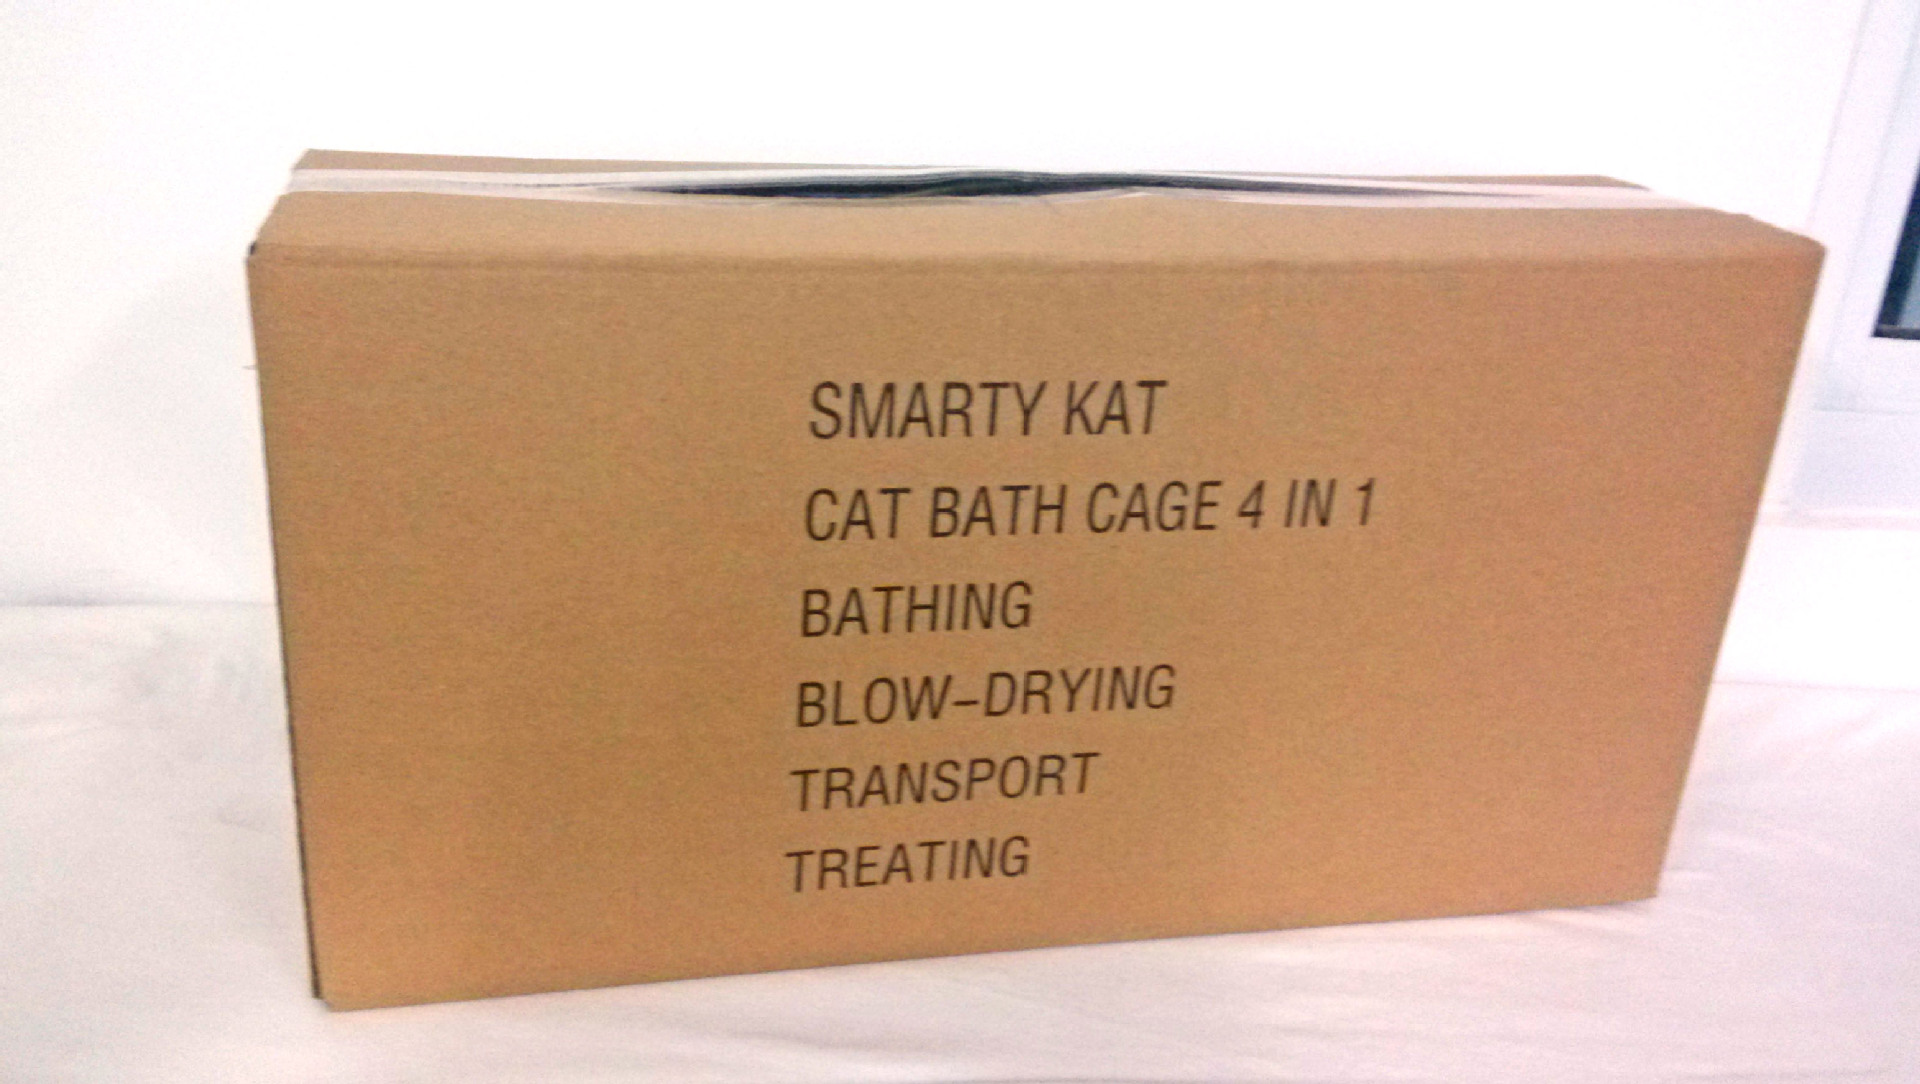 SMARTY KAT
CAT BATH CAGE 4 IN 1
BATHING
BLOW-DRYING
TRANSPORT
TREATING